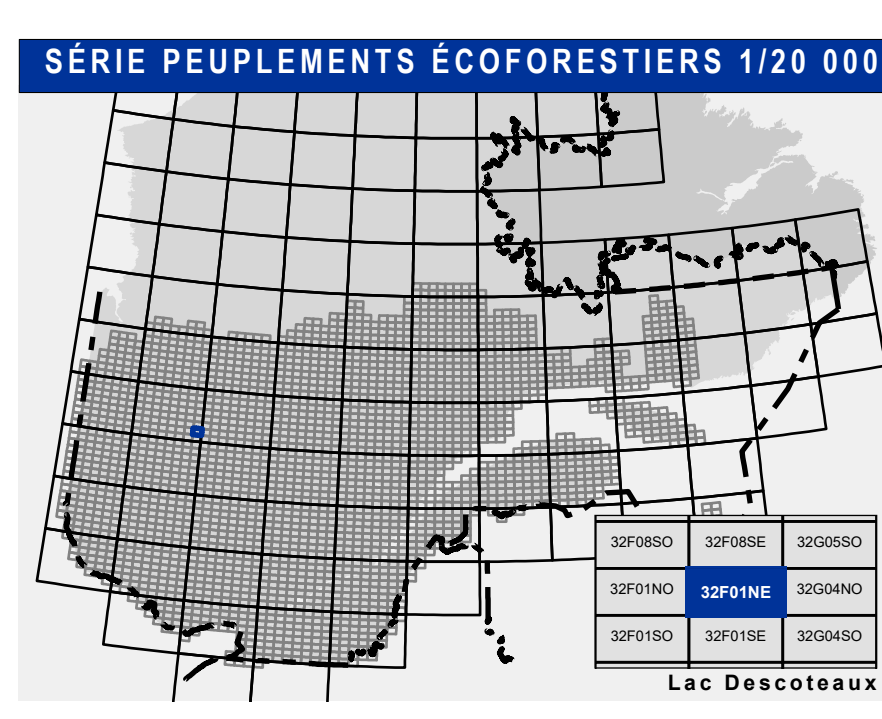 SÉRIE PEUPLEMENTS ÉCOFORESTIERS 1/20 000
32F08SO 32F08SE 32G05SO
32F01NO 32F01NE 32G04NO
32F01SO 32F01SE 32G04SO
Lac Descoteaux